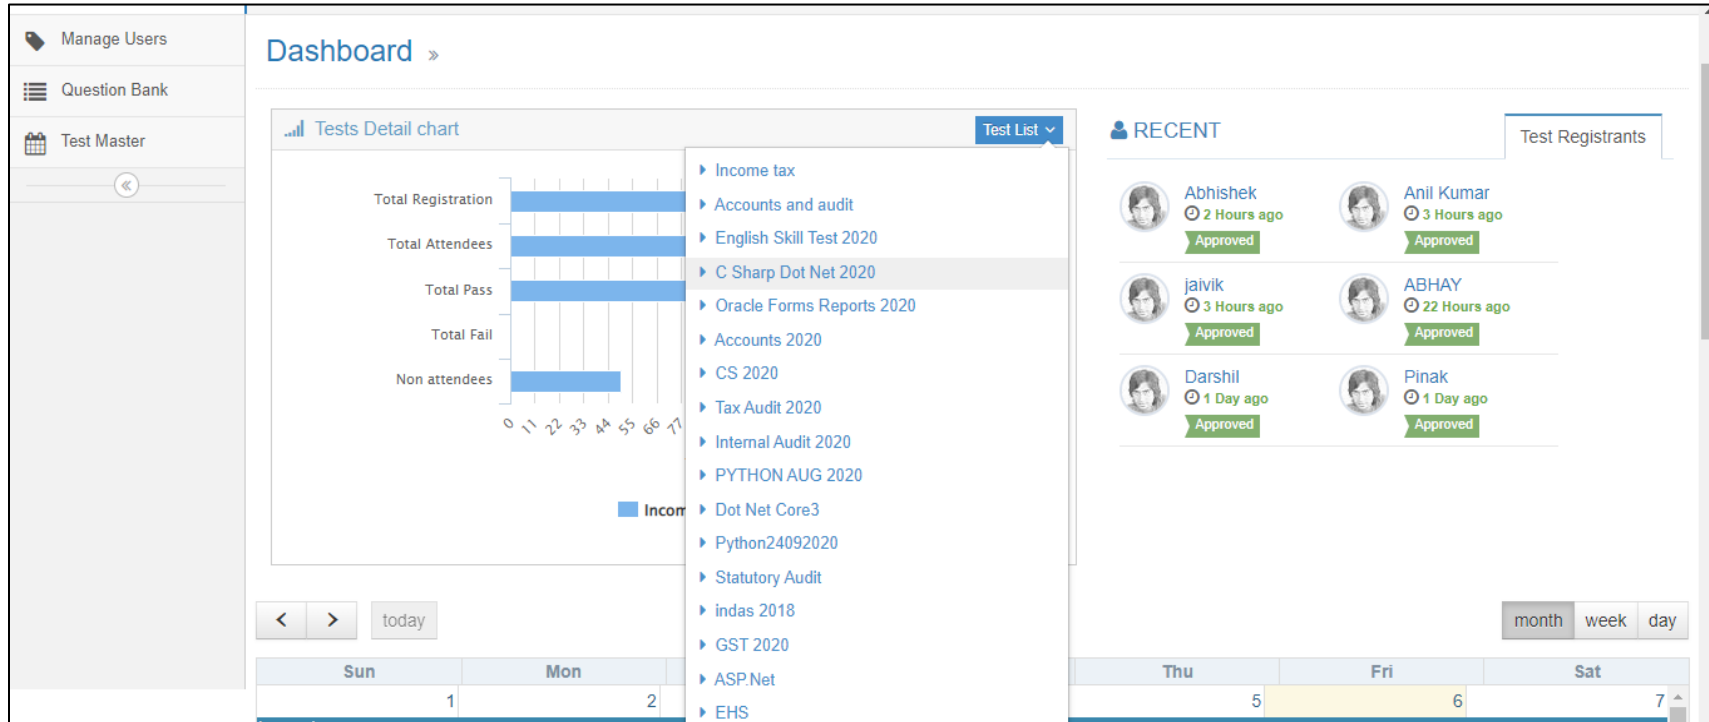 Manage Users
Question Bank
Test Master
Dashboard »
Tests Detail chart
Test List
Total Registration
Total Attendees
Total Pass
Total Fail
Non attendees
0 11 22 33 44 55 66 77
Incom
Income tax
Accounts and audit
English Skill Test 2020
C Sharp Dot Net 2020
Oracle Forms Reports 2020
Accounts 2020
CS 2020
Tax Audit 2020
Internal Audit 2020
PYTHON AUG 2020
Dot Net Core3
Python24092020
Statutory Audit
indas 2018
GST 2020
ASP.Net
EHS
RECENT
Test Registrants
Abhishek
2 Hours ago
Approved
Anil Kumar
3 Hours ago
Approved
jaivik
3 Hours ago
Approved
ABHAY
22 Hours ago
Approved
Darshil
1 Day ago
Approved
Pinak
1 Day ago
Approved
today
month week day
Sun Mon Thu Fri Sat
1 2 5 6 7